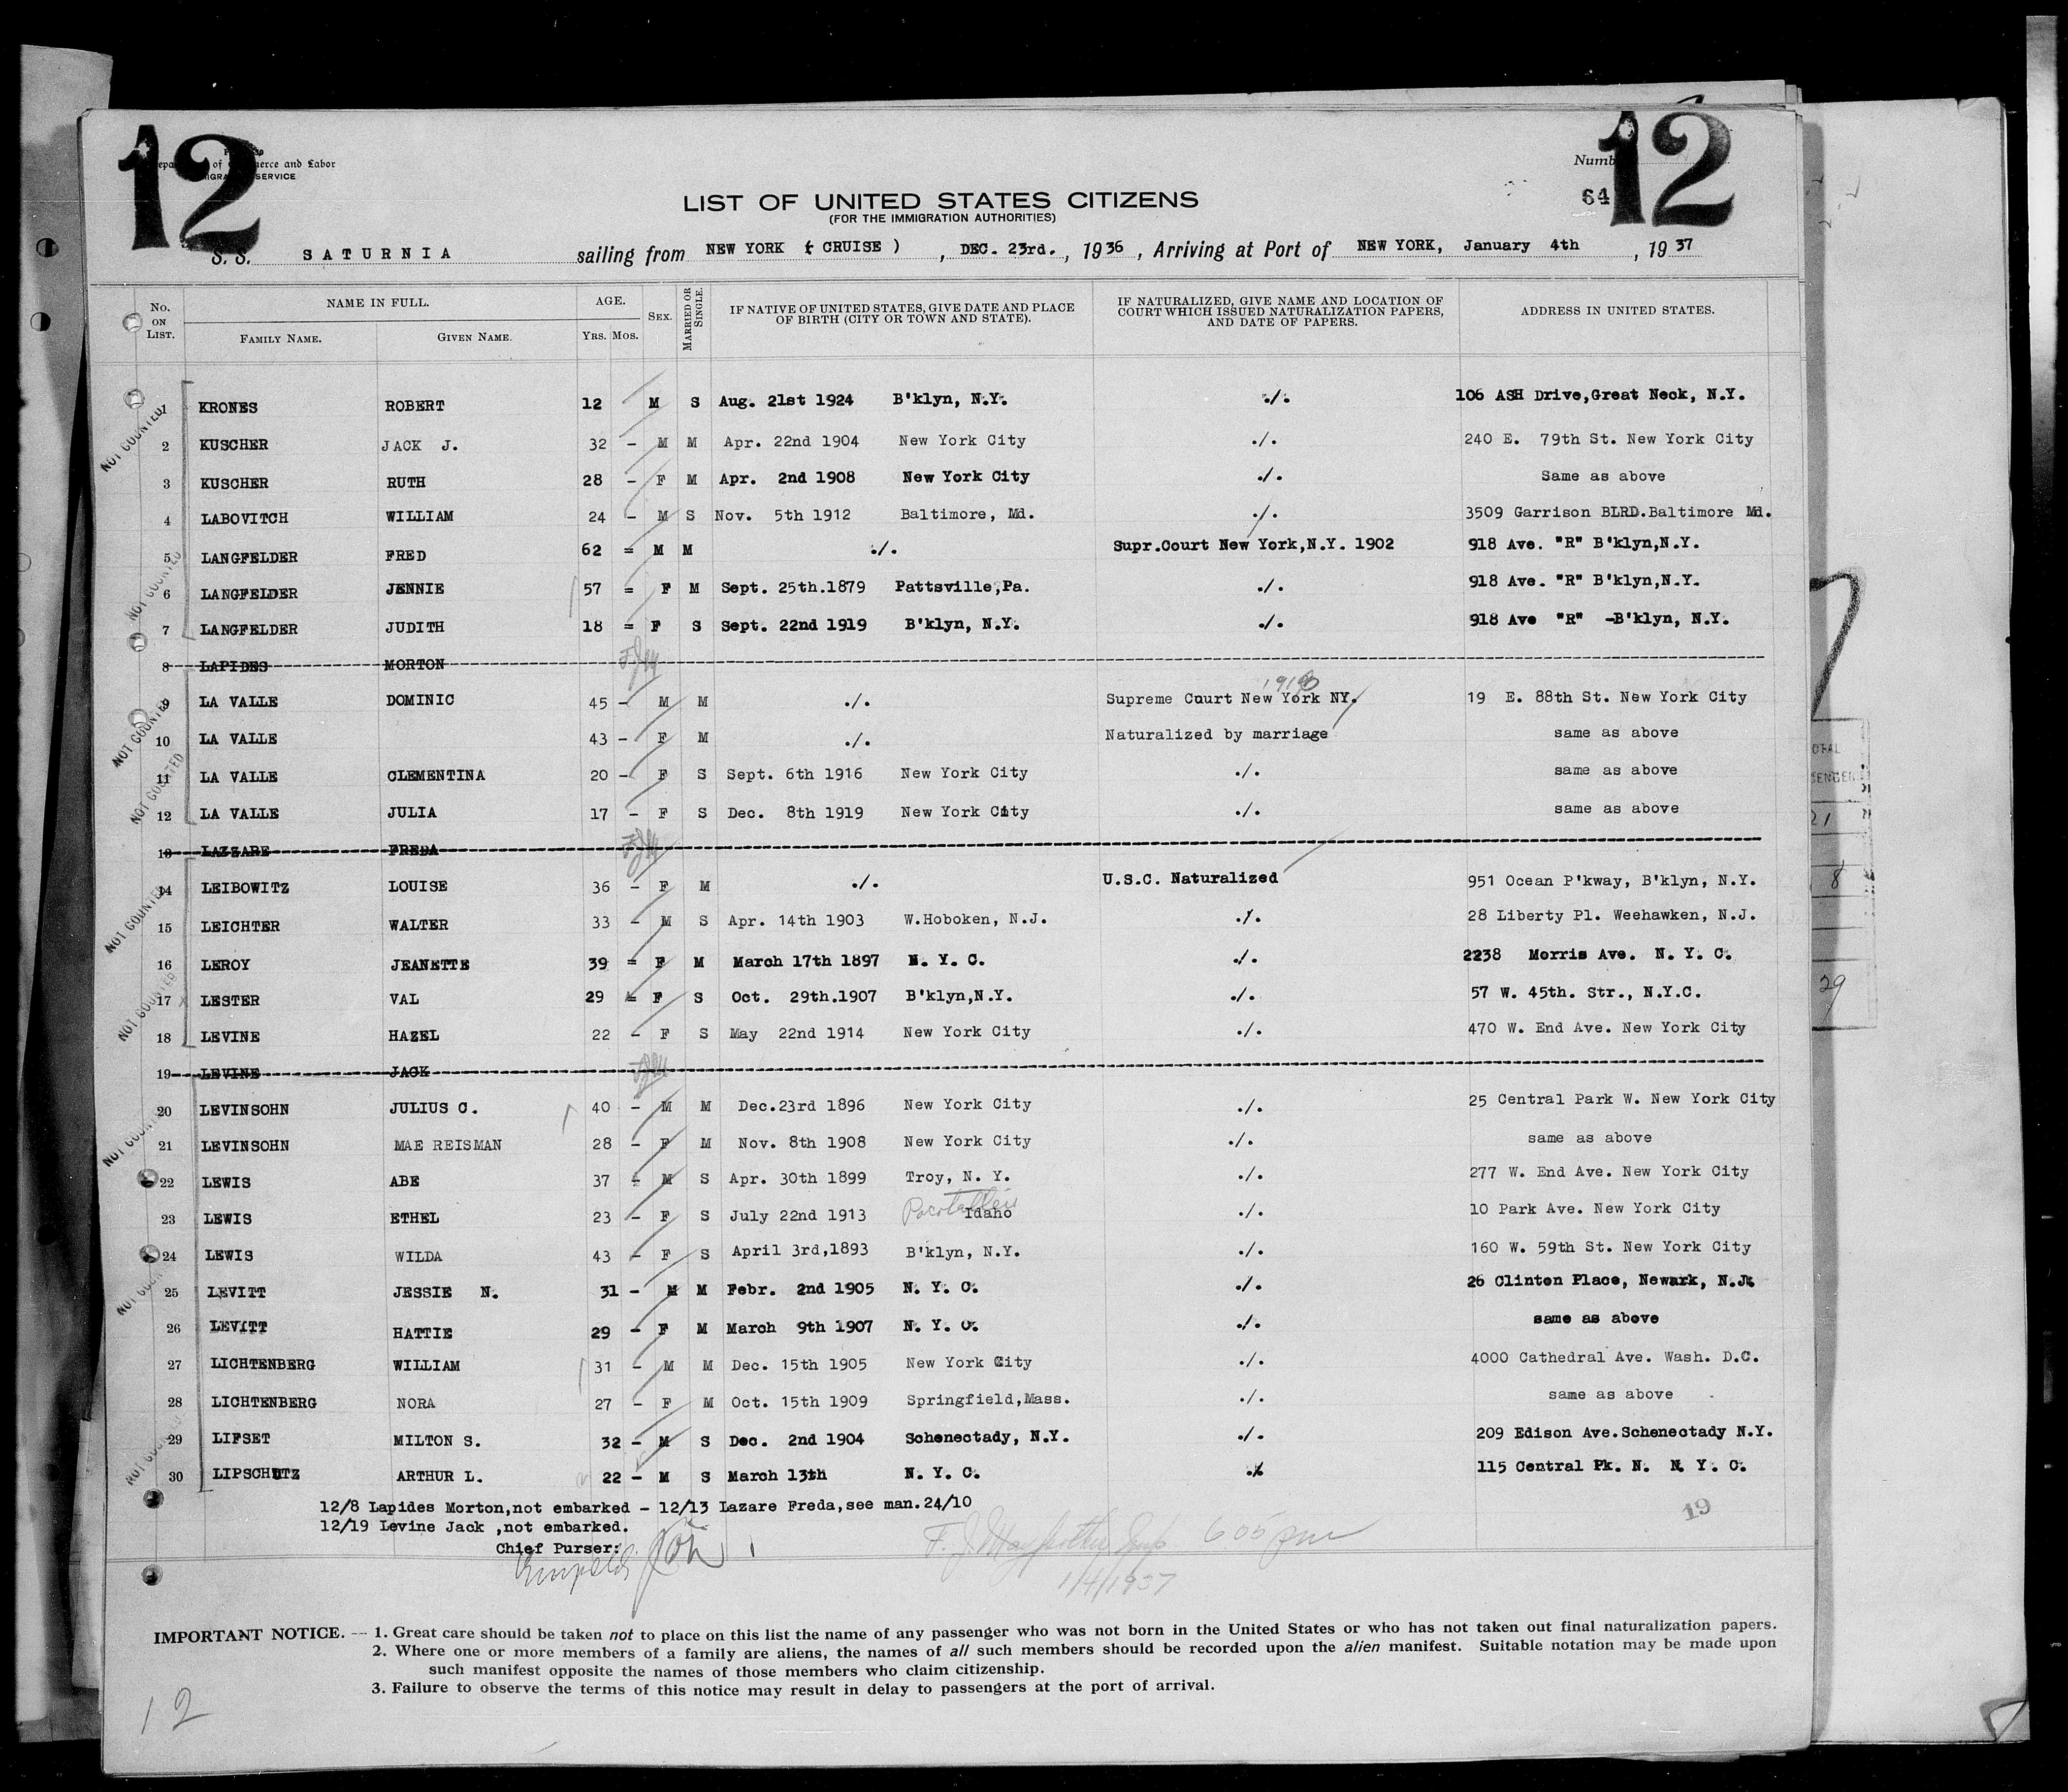 12
of Commerce and Labor
IMMIGRATION SERVICE
12
64
LIST OF UNITED STATES CITIZENS
(FOR THE IMMIGRATION AUTHORITIES)
S. S. SATURNIA sailing from NEW YORK ( CRUISE ) , DEC. 23rd. , 1936 , Arriving at Port of NEW YORK, January 4th , 1937
No. ON LIST. NAME IN FULL. FAMILY NAME. GIVEN NAME. AGE. YRS. MOS. SEX. MARRIED OR SINGLE. IF NATIVE OF UNITED STATES, GIVE DATE AND PLACE OF BIRTH (CITY OR TOWN AND STATE). IF NATURALIZED, GIVE NAME AND LOCATION OF COURT WHICH ISSUED NATURALIZATION PAPERS, AND DATE OF PAPERS. ADDRESS IN UNITED STATES.
NOT COUNTED
1 KRONES ROBERT 12 M S Aug. 21st 1924 B'klyn, N.Y. ./. 106 ASH Drive,Great Neck, N.Y.
2 KUSCHER JACK J. 32 - M M Apr. 22nd 1904 New York City ./. 240 E. 79th St. New York City
3 KUSCHER RUTH 28 - F M Apr. 2nd 1908 New York City ./. Same as above
4 LABOVITCH WILLIAM 24 - M S Nov. 5th 1912 Baltimore, Md. ./. 3509 Garrison BLRD.Baltimore Md.
5 LANGFELDER FRED 62 = M M ./. Supr.Court New York,N.Y. 1902 918 Ave. "R" B'klyn,N.Y.
6 LANGFELDER JENNIE 57 = F M Sept. 25th.1879 Pattsville,Pa. ./. 918 Ave. "R" B'klyn,N.Y.
7 LANGFELDER JUDITH 18 = F S Sept. 22nd 1919 B'klyn, N.Y. ./. 918 Ave "R" -B'klyn, N.Y.
8 LAPIDES MORTON
9 LA VALLE DOMINIC 45 - M M ./. Supreme Court New York NY. 19 E. 88th St. New York City
10 LA VALLE 43 - F M ./. Naturalized by marriage same as above
11 LA VALLE CLEMENTINA 20 - F S Sept. 6th 1916 New York City ./. same as above
12 LA VALLE JULIA 17 - F S Dec. 8th 1919 New York City ./. same as above
13 LAZZARE FREDA
14 LEIBOWITZ LOUISE 36 - F M ./. U.S.C. Naturalized 951 Ocean P'kway, B'klyn, N.Y.
15 LEICHTER WALTER 33 - M S Apr. 14th 1903 W.Hoboken, N.J. ./. 28 Liberty Pl. Weehawken, N.J.
16 LEROY JEANETTE 39 = F M March 17th 1897 N. Y. C. ./. 2238 Morris Ave. N. Y. C.
17 LESTER VAL 29 = F S Oct. 29th.1907 B'klyn,N.Y. ./. 57 W. 45th. Str., N.Y.C.
18 LEVINE HAZEL 22 - F S May 22nd 1914 New York City ./. 470 W. End Ave. New York City
19 LEVINE JACK
20 LEVINSOHN JULIUS C. 40 - M M Dec.23rd 1896 New York City ./. 25 Central Park W. New York City
21 LEVINSOHN MAE REISMAN 28 - F M Nov. 8th 1908 New York City ./. same as above
22 LEWIS ABE 37 - M S Apr. 30th 1899 Troy, N. Y. ./. 277 W. End Ave. New York City
23 LEWIS ETHEL 23 - F S July 22nd 1913 Idaho ./. 10 Park Ave. New York City
24 LEWIS WILDA 43 - F S April 3rd,1893 B'klyn, N.Y. ./. 160 W. 59th St. New York City
25 LEVITT JESSIE N. 31 - M M Febr. 2nd 1905 N. Y. C. ./. 26 Clinton Place, Newark, N.J.
26 LEVITT HATTIE 29 - F M March 9th 1907 N. Y. C. ./. same as above
27 LICHTENBERG WILLIAM 31 - M M Dec. 15th 1905 New York City ./. 4000 Cathedral Ave. Wash. D.C.
28 LICHTENBERG NORA 27 - F M Oct. 15th 1909 Springfield,Mass. ./. same as above
29 LIFSET MILTON S. 32 - M S Dec. 2nd 1904 Schenectady, N.Y. ./. 209 Edison Ave.Schenectady N.Y.
30 LIPSCHUTZ ARTHUR L. 22 - M S March 13th N. Y. C. ./. 115 Central Pk. N. N. Y. C.
12/8 Lapides Morton,not embarked - 12/13 Lazare Freda,see man.24/10
12/19 Levine Jack ,not embarked.
Chief Purser:
19
605 pm
1/4/1937
IMPORTANT NOTICE. — 1. Great care should be taken not to place on this list the name of any passenger who was not born in the United States or who has not taken out final naturalization papers.
2. Where one or more members of a family are aliens, the names of all such members should be recorded upon the alien manifest. Suitable notation may be made upon
such manifest opposite the names of those members who claim citizenship.
3. Failure to observe the terms of this notice may result in delay to passengers at the port of arrival.
12
21
8
29